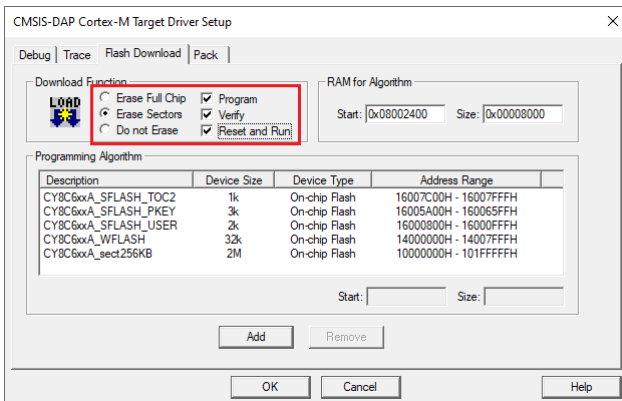 CMSIS-DAP Cortex-M Target Driver Setup
Debug Trace Flash Download Pack
Download Function
LOAD
Erase Full Chip
Erase Sectors
Do not Erase
Program
Verify
Reset and Run
RAM for Algorithm
Start: 0x08002400 Size: 0x00008000
Programming Algorithm
Description Device Size Device Type Address Range
CY8C6xxA_SFLASH_TOC2 1k On-chip Flash 16007C00H - 16007FFFH
CY8C6xxA_SFLASH_PKEY 3k On-chip Flash 16005A00H - 160065FFH
CY8C6xxA_SFLASH_USER 2k On-chip Flash 16000800H - 16000FFFH
CY8C6xxA_WFLASH 32k On-chip Flash 14000000H - 14007FFFH
CY8C6xxA_sect256KB 2M On-chip Flash 10000000H - 101FFFFFH
Start: Size:
Add Remove
OK Cancel Help